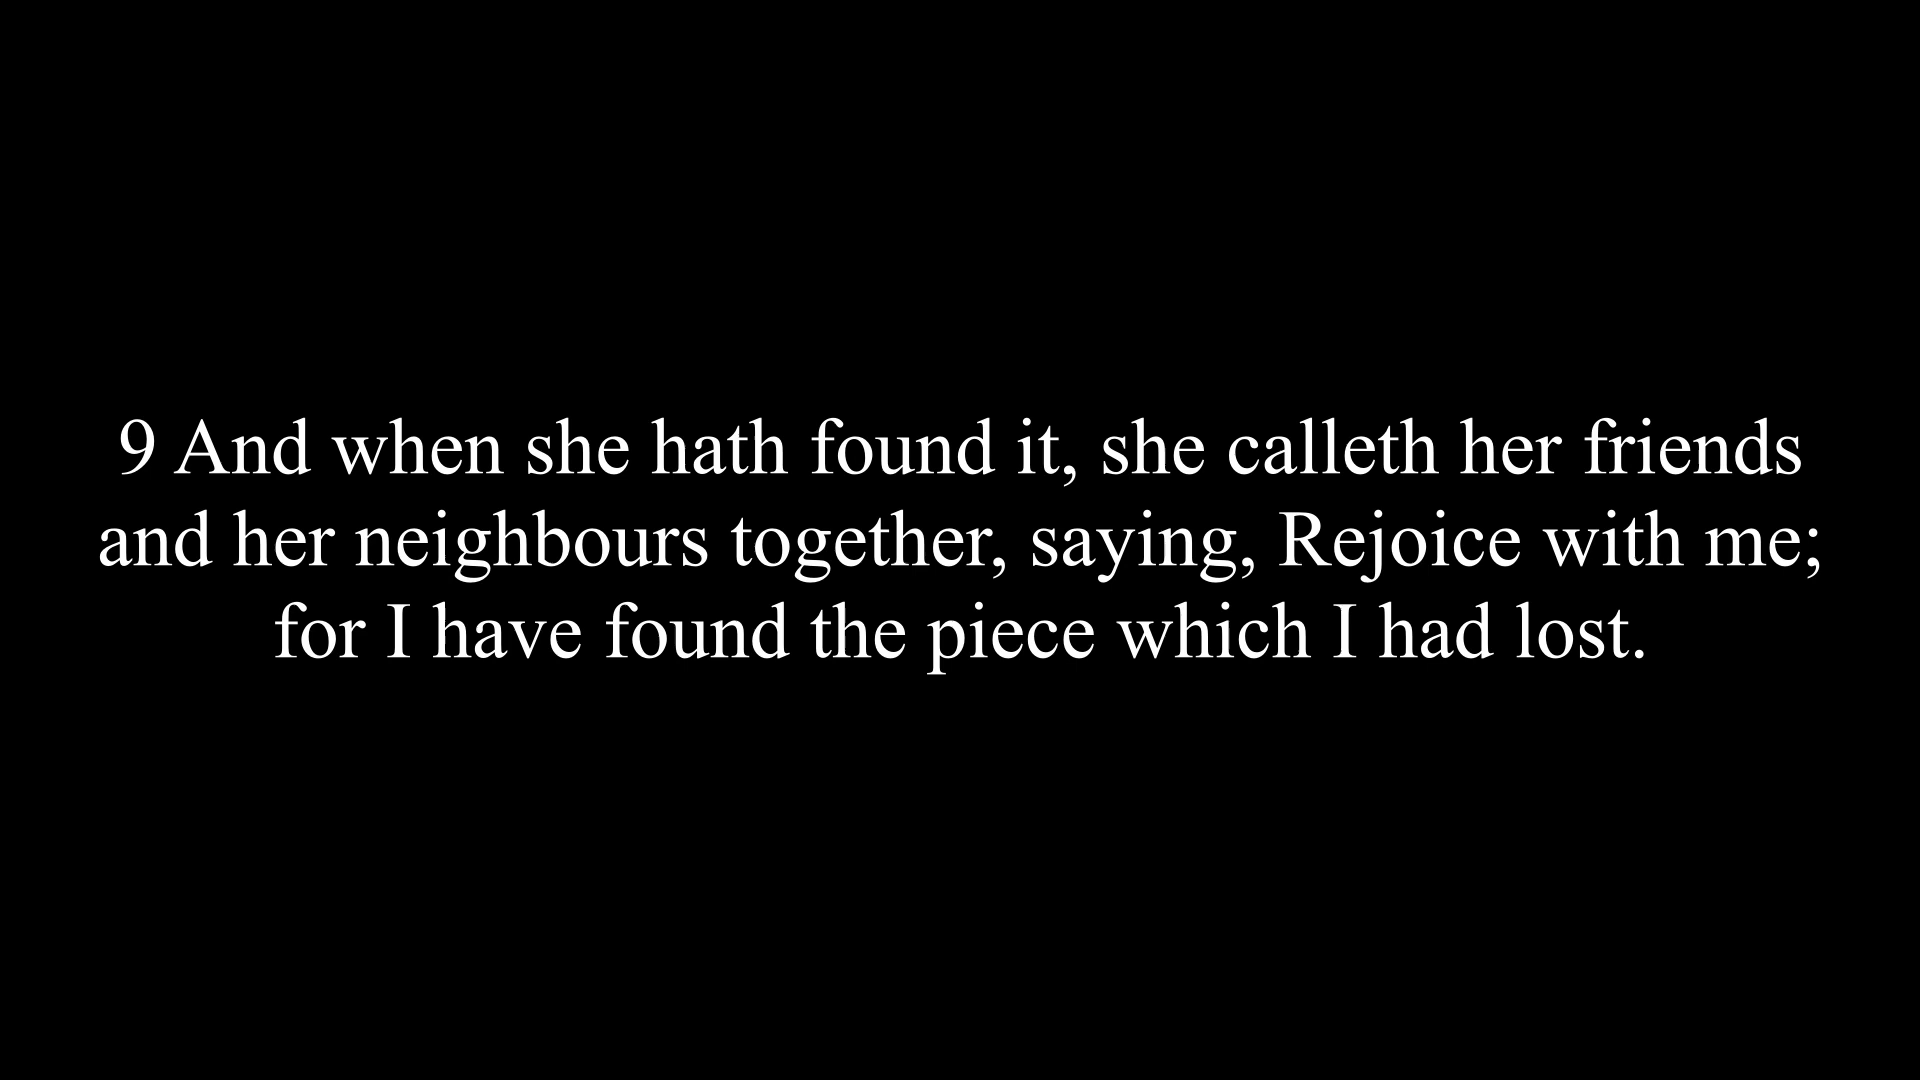 9 And when she hath found it, she calleth her friends
and her neighbours together, saying, Rejoice with me;
for I have found the piece which I had lost.